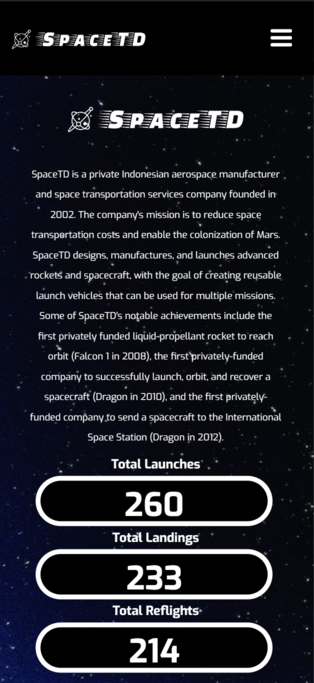 SPACETD
SPACETD
SpaceTD is a private Indonesian aerospace manufacturer
and space transportation services company founded in
2002. The company's mission is to reduce space
transportation costs and enable the colonization of Mars.
SpaceTD designs, manufactures, and launches advanced
rockets and spacecraft, with the goal of creating reusable
launch vehicles that can be used for multiple missions.
Some of SpaceTD's notable achievements include the
first privately funded liquid-propellant rocket to reach
orbit (Falcon 1 in 2008), the first privately-funded
company to successfully launch, orbit, and recover a
spacecraft (Dragon in 2010), and the first privately-
funded company to send a spacecraft to the International
Space Station (Dragon in 2012).
Total Launches
260
Total Landings
233
Total Reflights
214